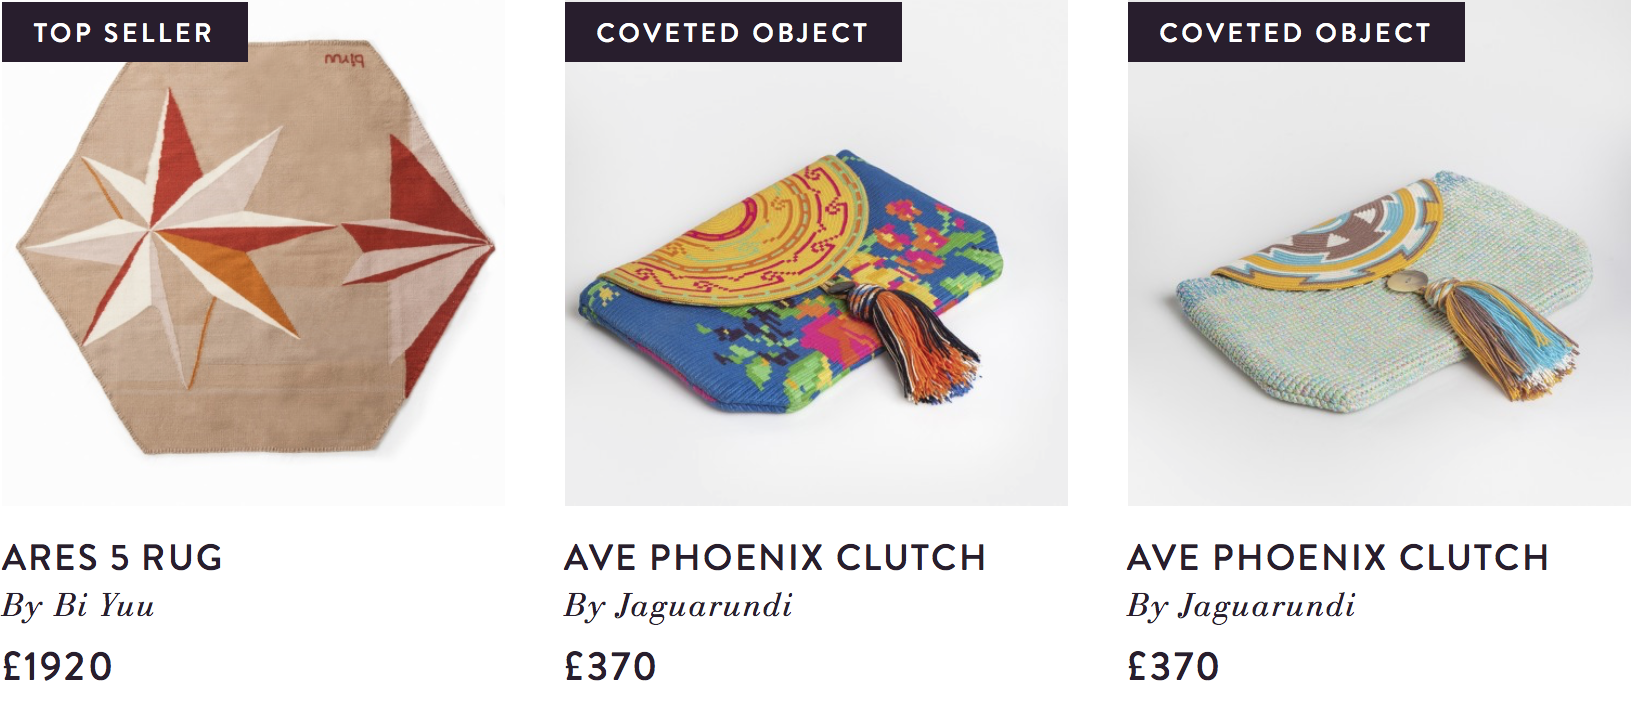 TOP SELLER
biruu
ARES 5 RUG
By Bi Yuu
£1920
COVETED OBJECT
AVE PHOENIX CLUTCH
By Jaguarundi
£370
COVETED OBJECT
AVE PHOENIX CLUTCH
By Jaguarundi
£370